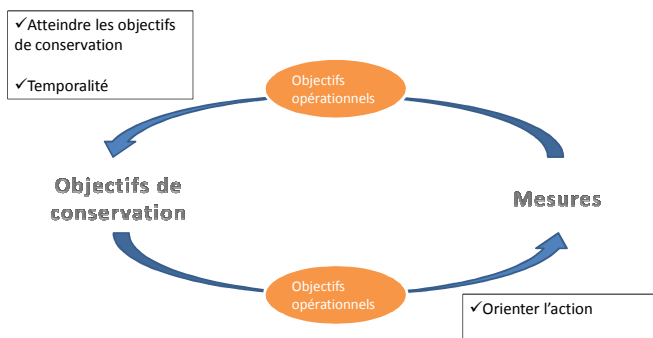 ✓Atteindre les objectifs
de conservation
✓Temporalité
Objectifs
opérationnels
Objectifs de
conservation
Mesures
Objectifs
opérationnels
✓Orienter l’action